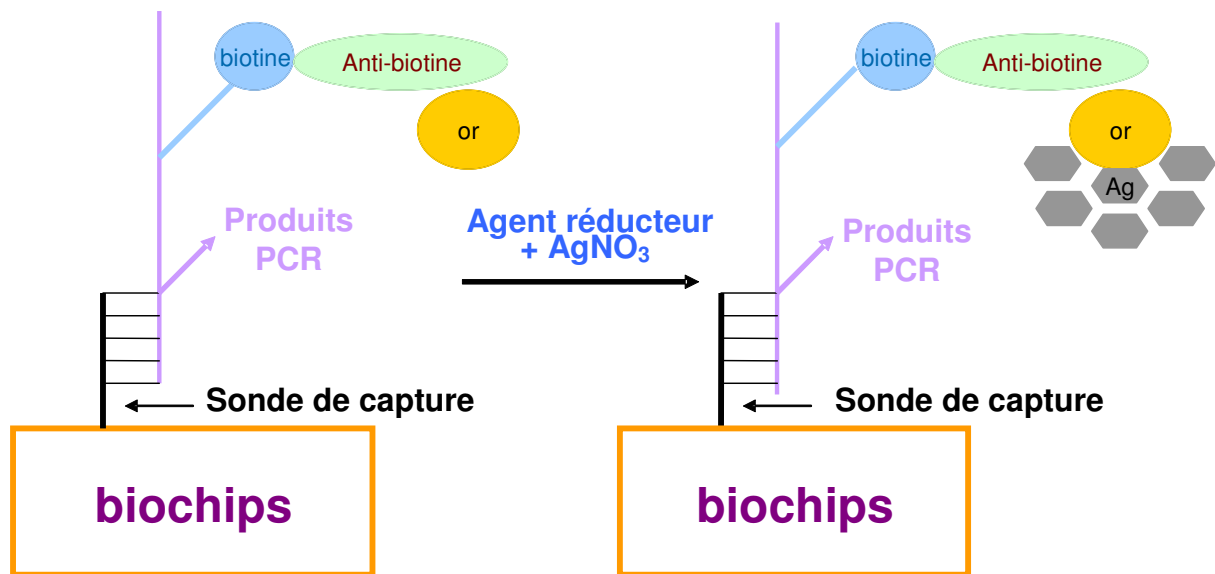 biotine
Anti-biotine
or
Produits
PCR
Sonde de capture
biochips
Agent réducteur
+ AgNO₃
biotine
Anti-biotine
or
Ag
Produits
PCR
Sonde de capture
biochips